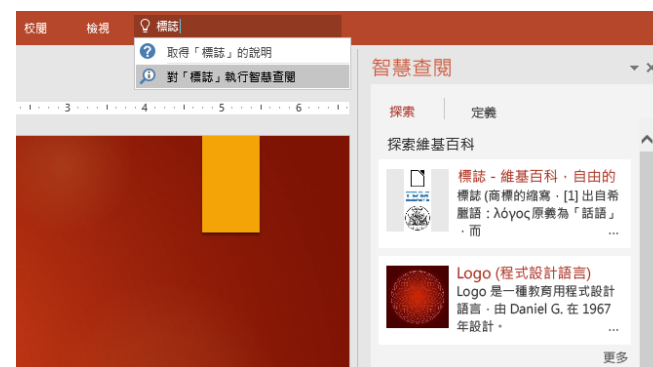 校閱 檢視 標誌
取得「標誌」的說明
對「標誌」執行智慧查閱
3 4 5 6
智慧查閱
探索 定義
探索維基百科
標誌 - 維基百科，自由的
標誌 (商標的縮寫，[1] 出自希
臘語：λόγος原義為「話語」
，而 ...
IBM
Logo (程式設計語言)
Logo 是一種教育用程式設計
語言，由 Daniel G. 在 1967
年設計。 ...
更多